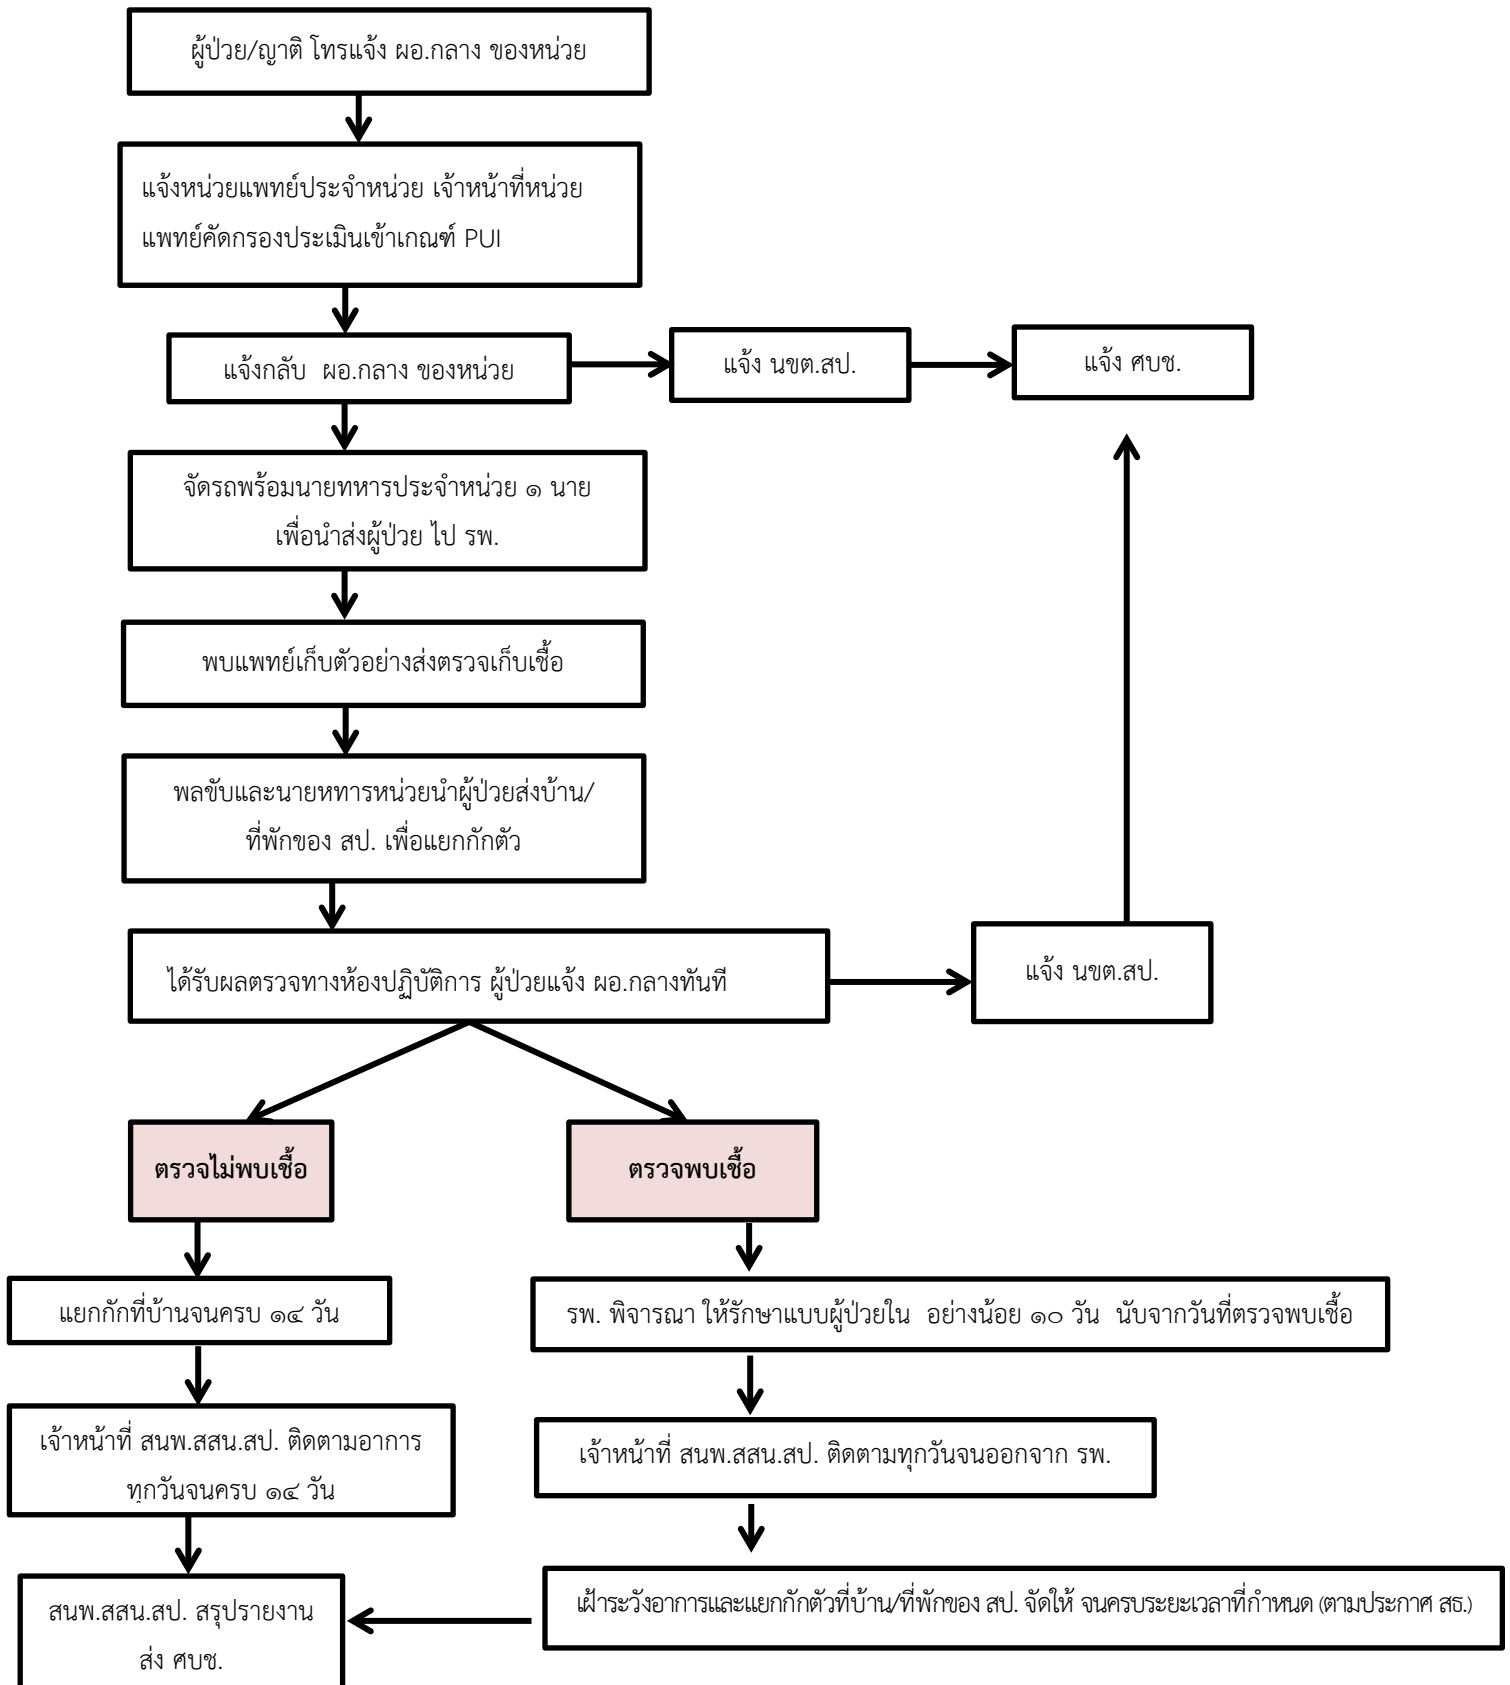 ผู้ป่วย/ญาติ โทรแจ้ง ผอ.กลาง ของหน่วย
แจ้งหน่วยแพทย์ประจำหน่วย เจ้าหน้าที่หน่วย
แพทย์คัดกรองประเมินเข้าเกณฑ์ PUI
แจ้งกลับ ผอ.กลาง ของหน่วย
แจ้ง นขต.สป.
แจ้ง ศบช.
จัดรถพร้อมนายทหารประจำหน่วย ๑ นาย
เพื่อนำส่งผู้ป่วย ไป รพ.
พบแพทย์เก็บตัวอย่างส่งตรวจเก็บเชื้อ
พลขับและนายหทารหน่วยนำผู้ป่วยส่งบ้าน/
ที่พักของ สป. เพื่อแยกกักตัว
ได้รับผลตรวจทางห้องปฏิบัติการ ผู้ป่วยแจ้ง ผอ.กลางทันที
แจ้ง นขต.สป.
ตรวจไม่พบเชื้อ
ตรวจพบเชื้อ
แยกกักที่บ้านจนครบ ๑๔ วัน
รพ. พิจารณา ให้รักษาแบบผู้ป่วยใน อย่างน้อย ๑๐ วัน นับจากวันที่ตรวจพบเชื้อ
เจ้าหน้าที่ สนพ.สสน.สป. ติดตามอาการ
ทุกวันจนครบ ๑๔ วัน
เจ้าหน้าที่ สนพ.สสน.สป. ติดตามทุกวันจนออกจาก รพ.
สนพ.สสน.สป. สรุปรายงาน
ส่ง ศบช.
เฝ้าระวังอาการและแยกกักตัวที่บ้าน/ที่พักของ สป. จัดให้ จนครบระยะเวลาที่กำหนด (ตามประกาศ สธ.)